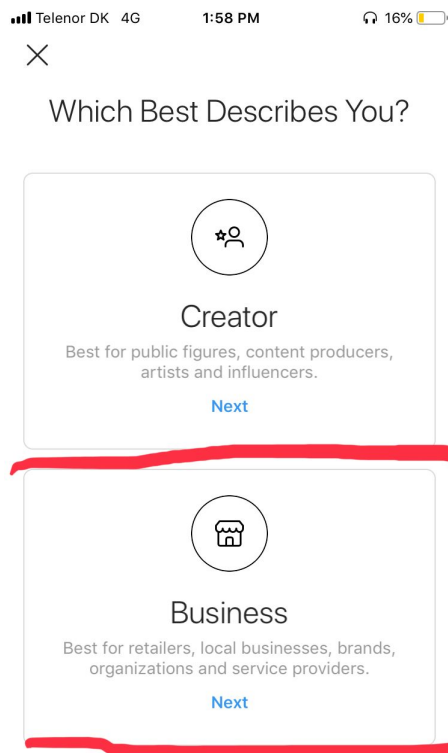 Telenor DK 4G 1:58 PM 16%
Which Best Describes You?
Creator
Best for public figures, content producers,
artists and influencers.
Next
Business
Best for retailers, local businesses, brands,
organizations and service providers.
Next